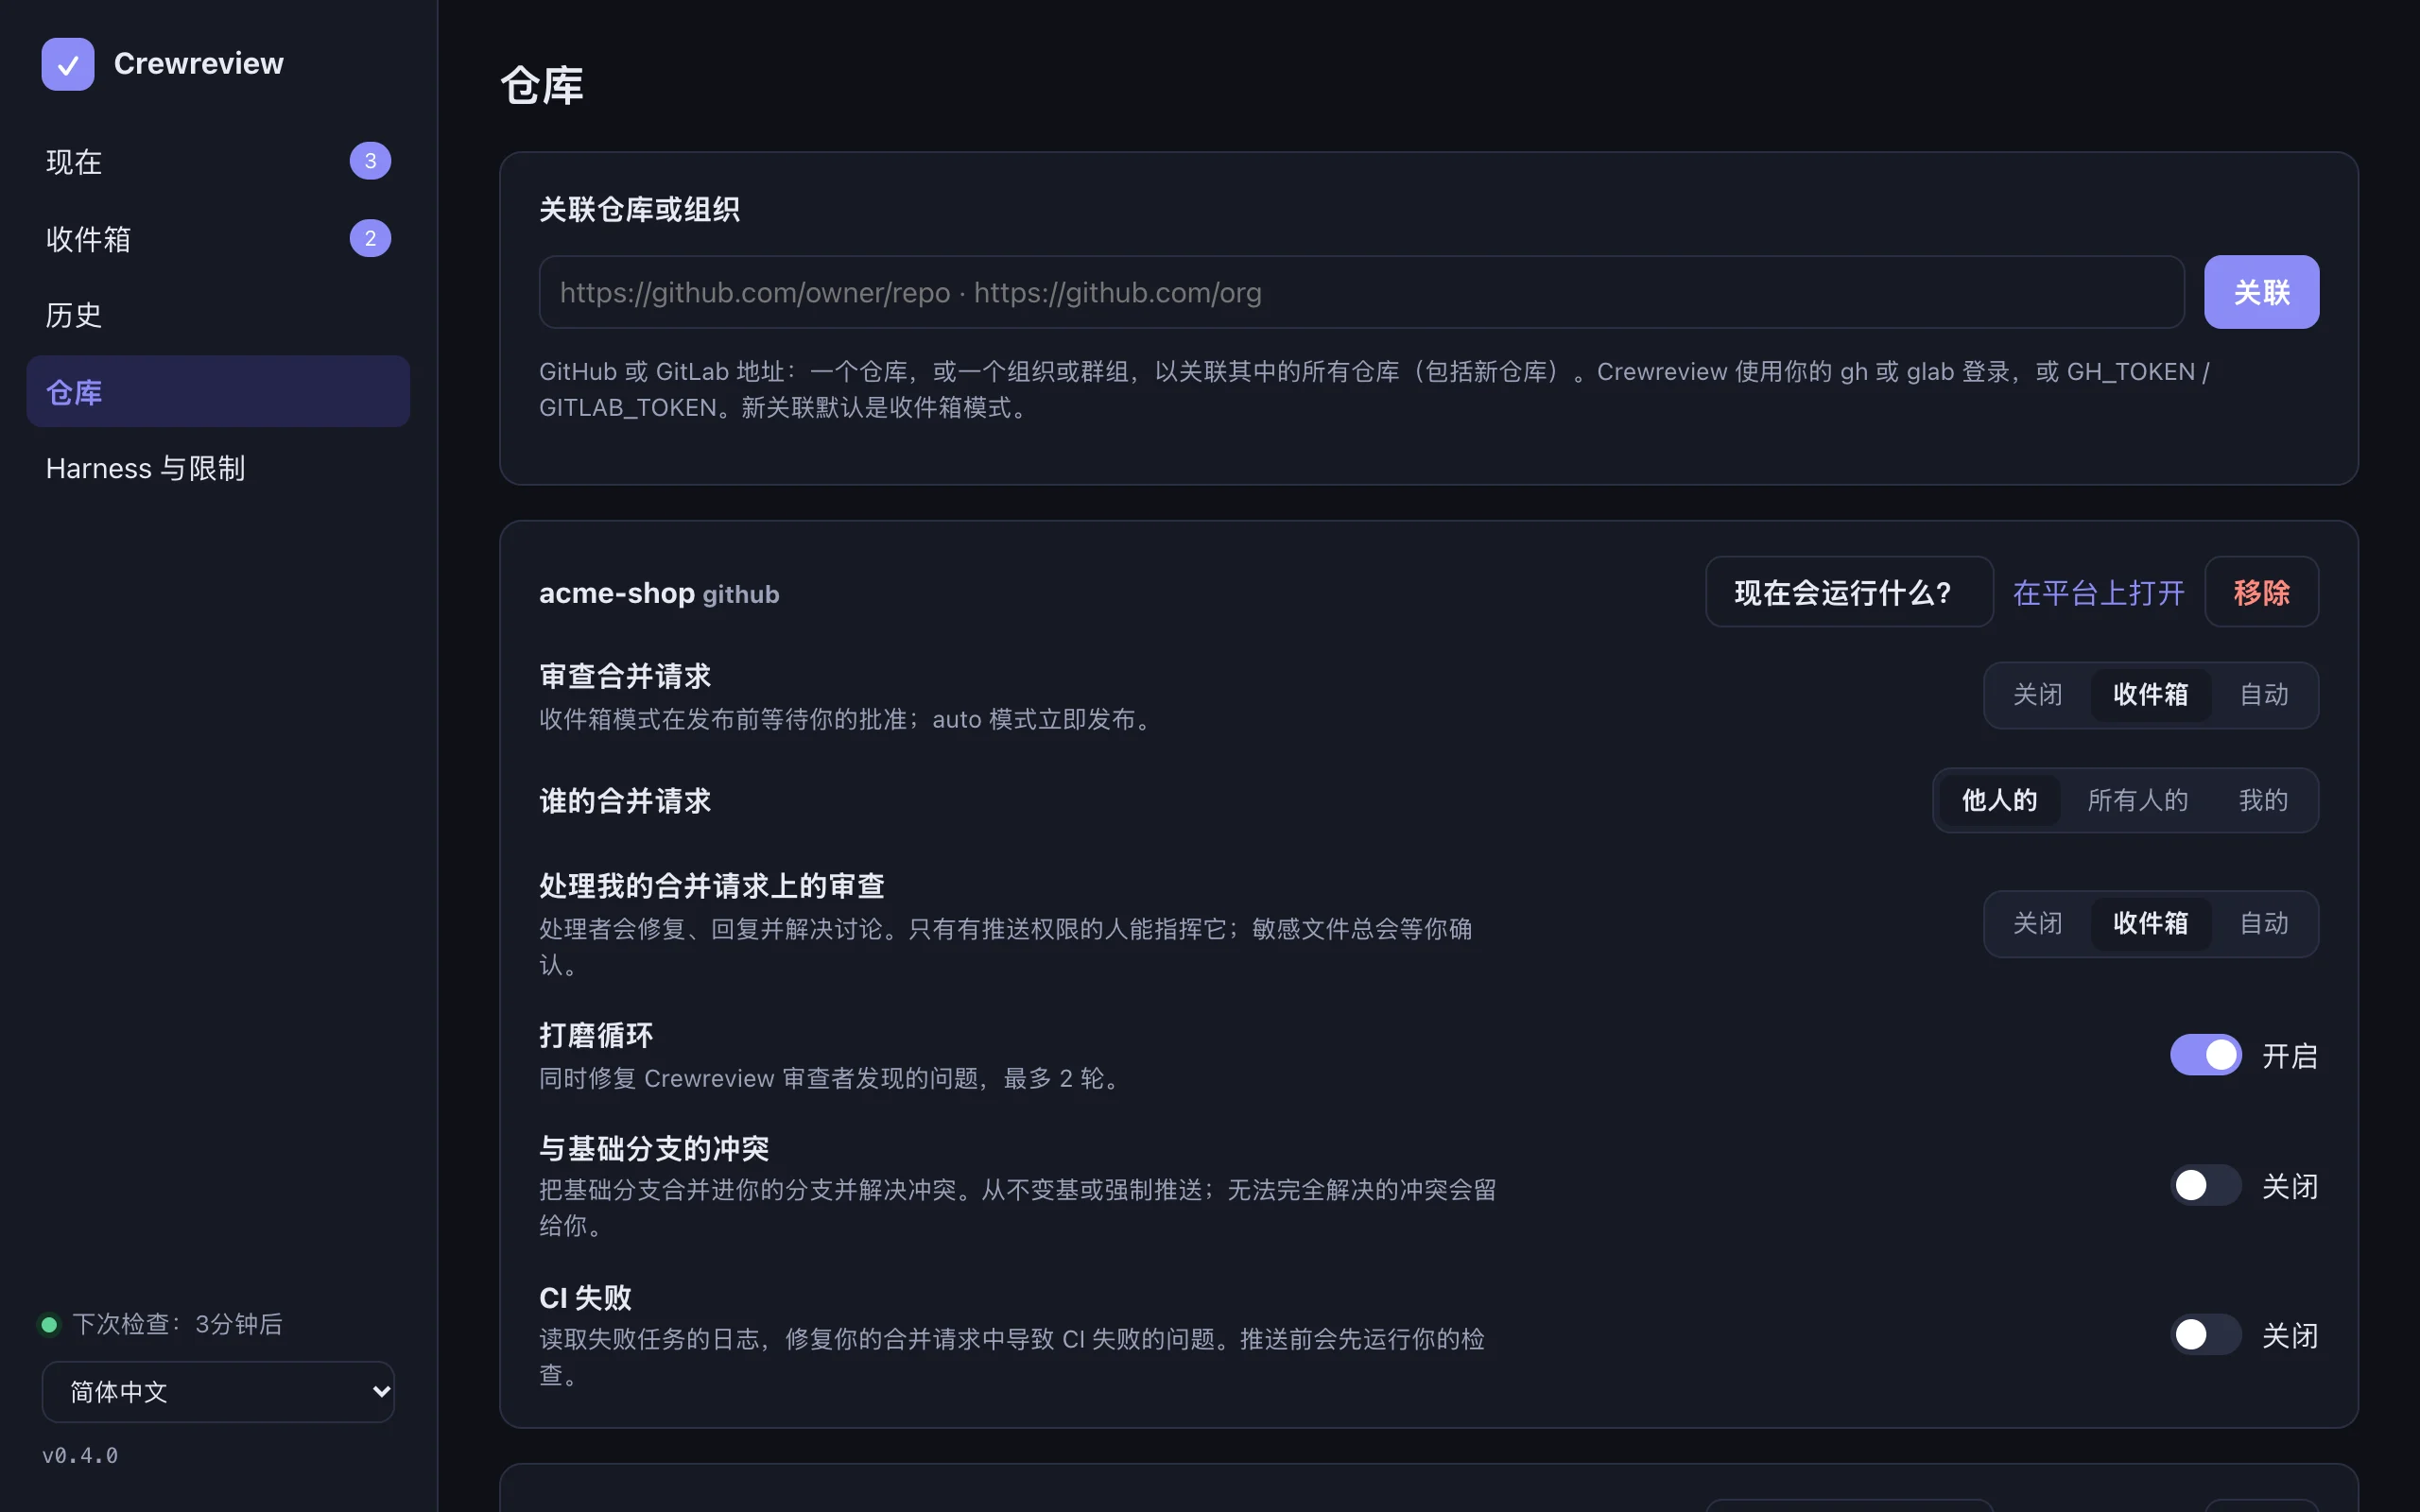 Crewreview
现在 3
收件箱 2
历史
仓库
Harness 与限制
下次检查：3分钟后
简体中文
v0.4.0
仓库
关联仓库或组织
https://github.com/owner/repo · https://github.com/org 关联
GitHub 或 GitLab 地址：一个仓库，或一个组织或群组，以关联其中的所有仓库（包括新仓库）。Crewreview 使用你的 gh 或 glab 登录，或 GH_TOKEN /
GITLAB_TOKEN。新关联默认是收件箱模式。
acme-shop github 现在会运行什么？ 在平台上打开 移除
审查合并请求
收件箱模式在发布前等待你的批准；auto 模式立即发布。
关闭 收件箱 自动
谁的合并请求
他人的 所有人的 我的
处理我的合并请求上的审查
处理者会修复、回复并解决讨论。只有有推送权限的人能指挥它；敏感文件总会等你确
认。
关闭 收件箱 自动
打磨循环
同时修复 Crewreview 审查者发现的问题，最多 2 轮。
开启
与基础分支的冲突
把基础分支合并进你的分支并解决冲突。从不变基或强制推送；无法完全解决的冲突会留
给你。
关闭
CI 失败
读取失败任务的日志，修复你的合并请求中导致 CI 失败的问题。推送前会先运行你的检
查。
关闭